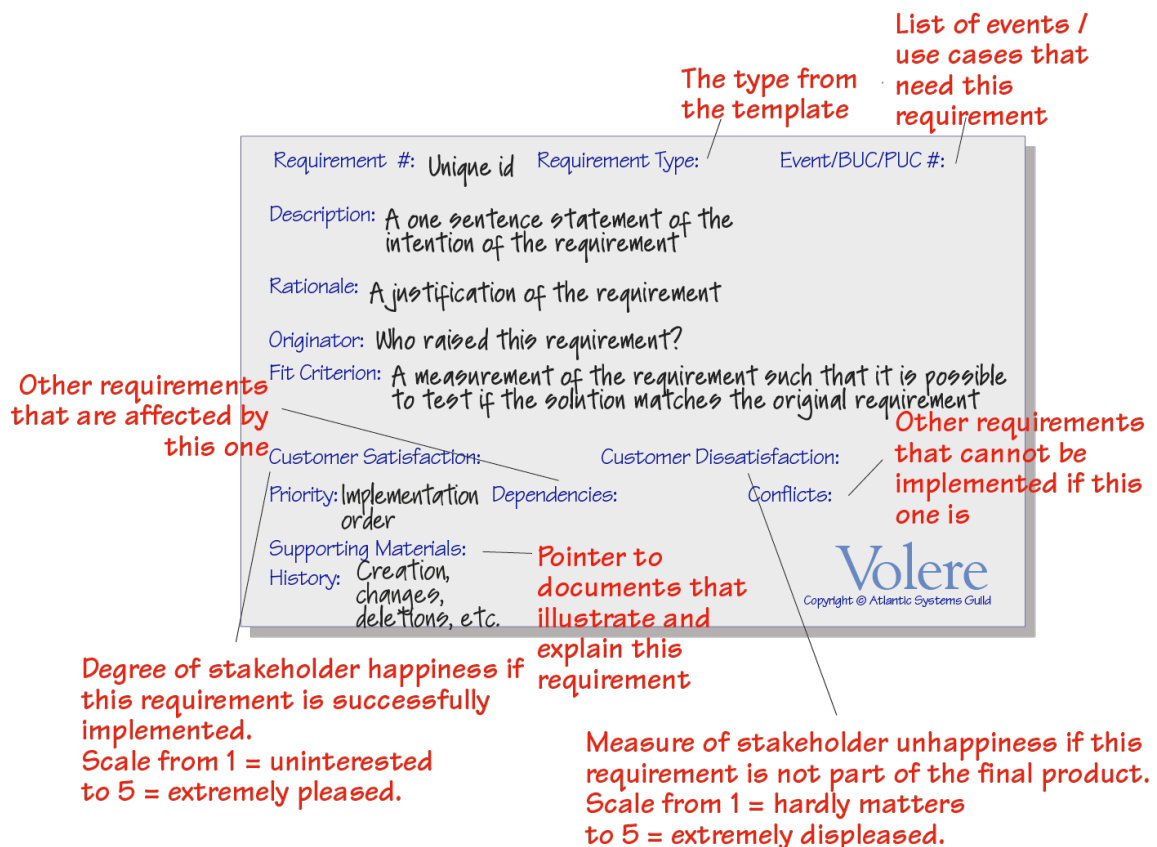 List of events /
use cases that
need this
requirement
The type from
the template
Requirement #: Unique id Requirement Type: Event/BUC/PUC #:
Description: A one sentence statement of the
intention of the requirement
Rationale: A justification of the requirement
Originator: Who raised this requirement?
Fit Criterion: A measurement of the requirement such that it is possible
to test if the solution matches the original requirement
Other requirements
that are affected by
this one
Other requirements
that cannot be
implemented if this
one is
Customer Satisfaction: Customer Dissatisfaction:
Priority: Implementation
order
Dependencies: Conflicts:
Supporting Materials:
History: Creation,
changes,
deletions, etc.
Pointer to
documents that
illustrate and
explain this
requirement
Volere
Copyright © Atlantic Systems Guild
Degree of stakeholder happiness if
this requirement is successfully
implemented.
Scale from 1 = uninterested
to 5 = extremely pleased.
Measure of stakeholder unhappiness if this
requirement is not part of the final product.
Scale from 1 = hardly matters
to 5 = extremely displeased.